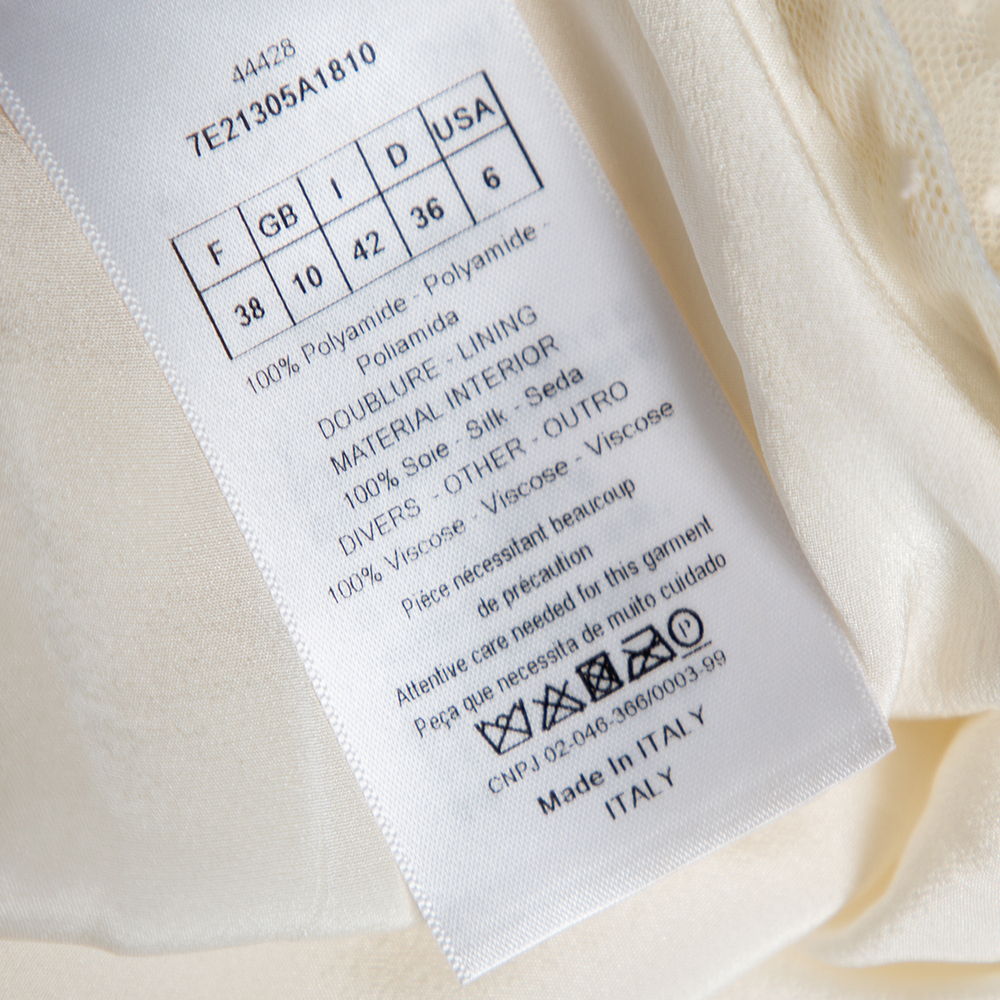 44428
7E21305A1810
F GB I D USA
38 10 42 36 6
100% Polyamide - Polyamide -
Poliamida
DOUBLURE - LINING
MATERIAL INTERIOR
100% Soie - Silk - Seda
DIVERS - OTHER - OUTRO
100% Viscose - Viscose - Viscose
Pièce nécessitant beaucoup
de précaution
Attentive care needed for this garment
Peça que necessita de muito cuidado
P
CNPJ 02-046-366/0003-99
Made In ITALY
ITALY